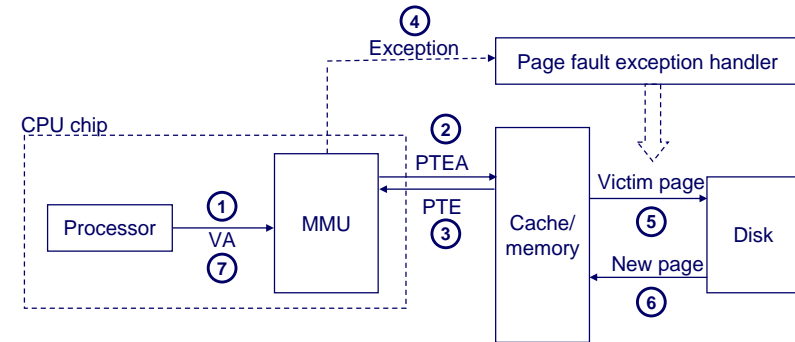 4
Exception
Page fault exception handler
CPU chip
2
PTEA
Victim page
1
Processor
MMU
PTE
Cache/
memory
5
Disk
VA
3
7
New page
6